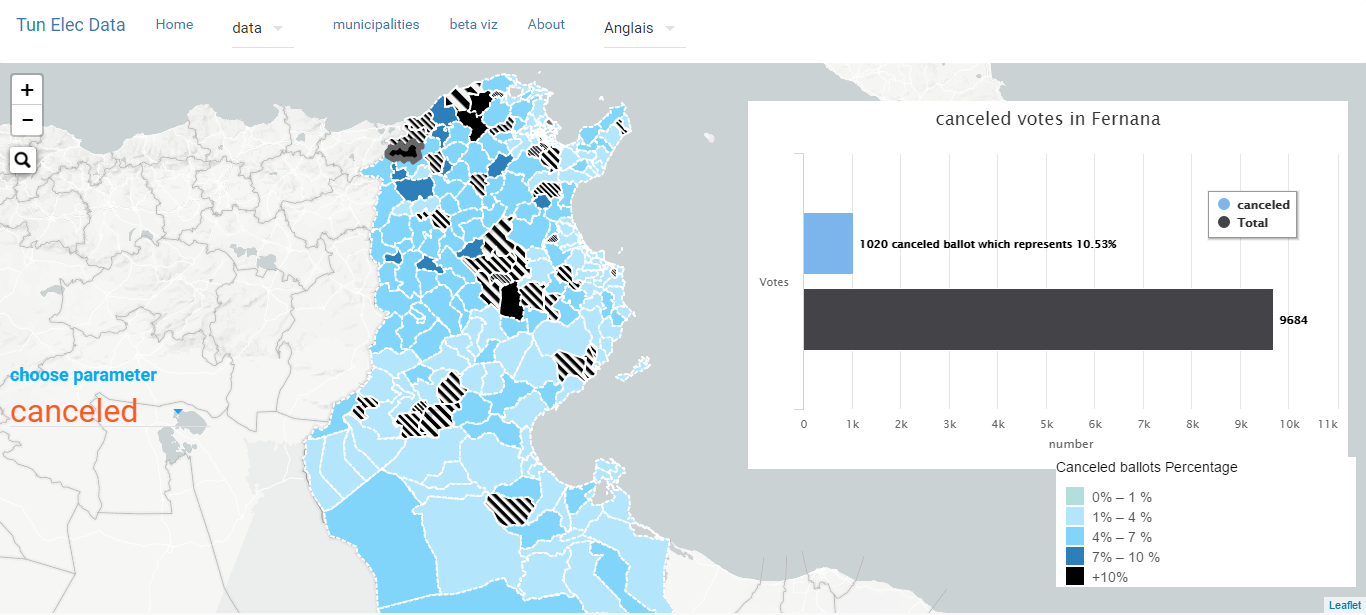 Tun Elec Data Home data municipalities beta viz About Anglais
+
−
canceled votes in Fernana
canceled
Total
1020 canceled ballot which represents 10.53%
Votes
9684
0 1k 2k 3k 4k 5k 6k 7k 8k 9k 10k 11k
number
choose parameter
canceled
Canceled ballots Percentage
0% – 1 %
1% – 4 %
4% – 7 %
7% – 10 %
+10%
Leaflet